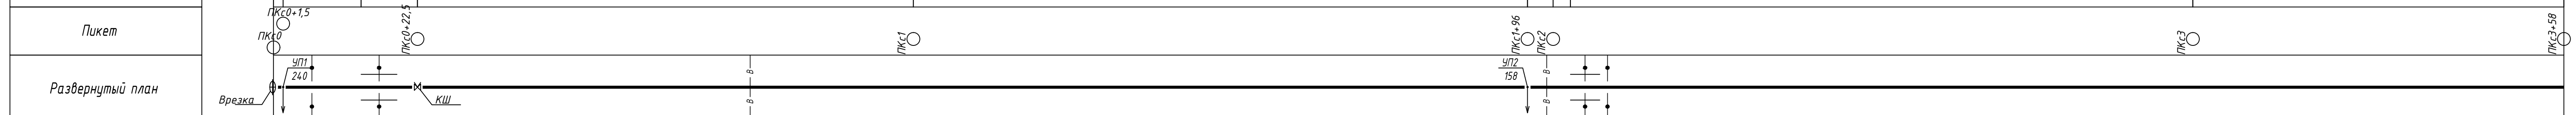 Пикет
ПКс0+1,5
ПКс0
ПКс0+22,5
ПКс1
ПКс1+96
ПКс2
ПКс3
ПКс3+58
Развернутый план
Врезка
УП1
240
КШ
В
В
УП2
158
В
В